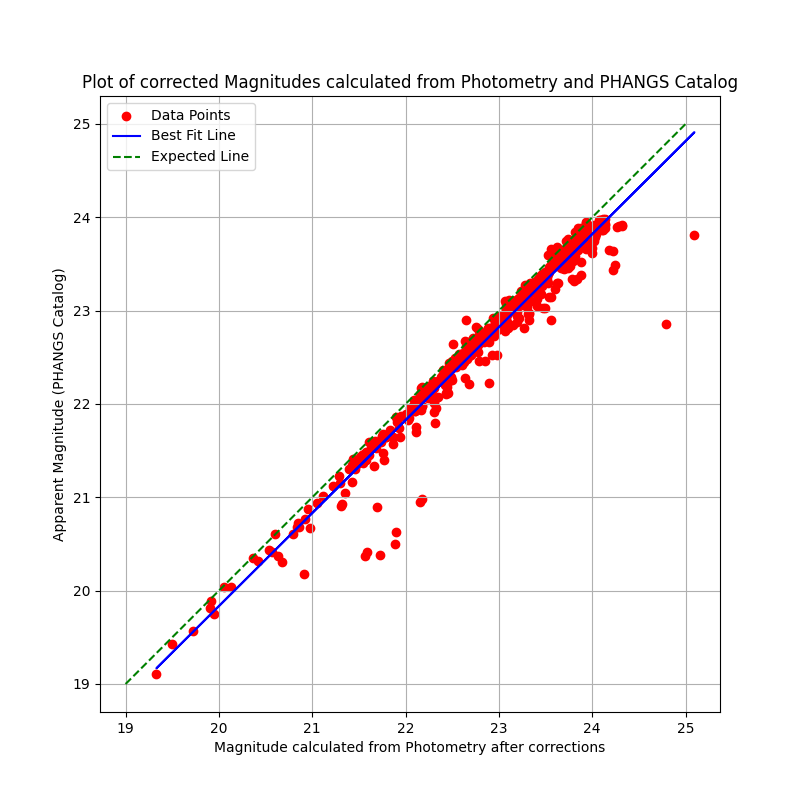 Plot of corrected Magnitudes calculated from Photometry and PHANGS Catalog
Data Points
Best Fit Line
Expected Line
25
24
23
22
21
20
19
Apparent Magnitude (PHANGS Catalog)
19 20 21 22 23 24 25
Magnitude calculated from Photometry after corrections